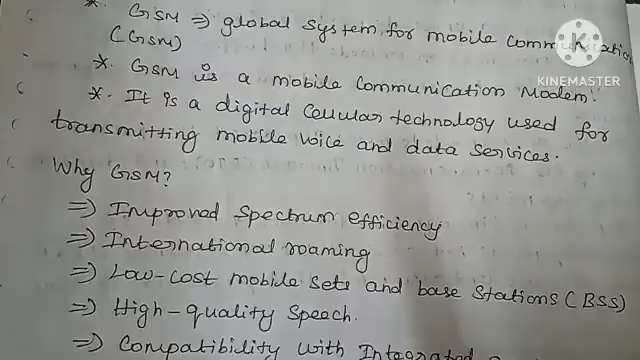 *. GSM ⇒ global system for mobile communication
(GSM)
*. GSM is a mobile communication Modem.
*. It is a digital cellular technology used for
transmitting mobile voice and data services.
Why GSM?
⇒ Improved spectrum efficiency
⇒ International roaming
⇒ Low-cost mobile sets and base stations (BSS)
⇒ High-quality speech.
⇒ Compatibility with Integrated
KINEMASTER